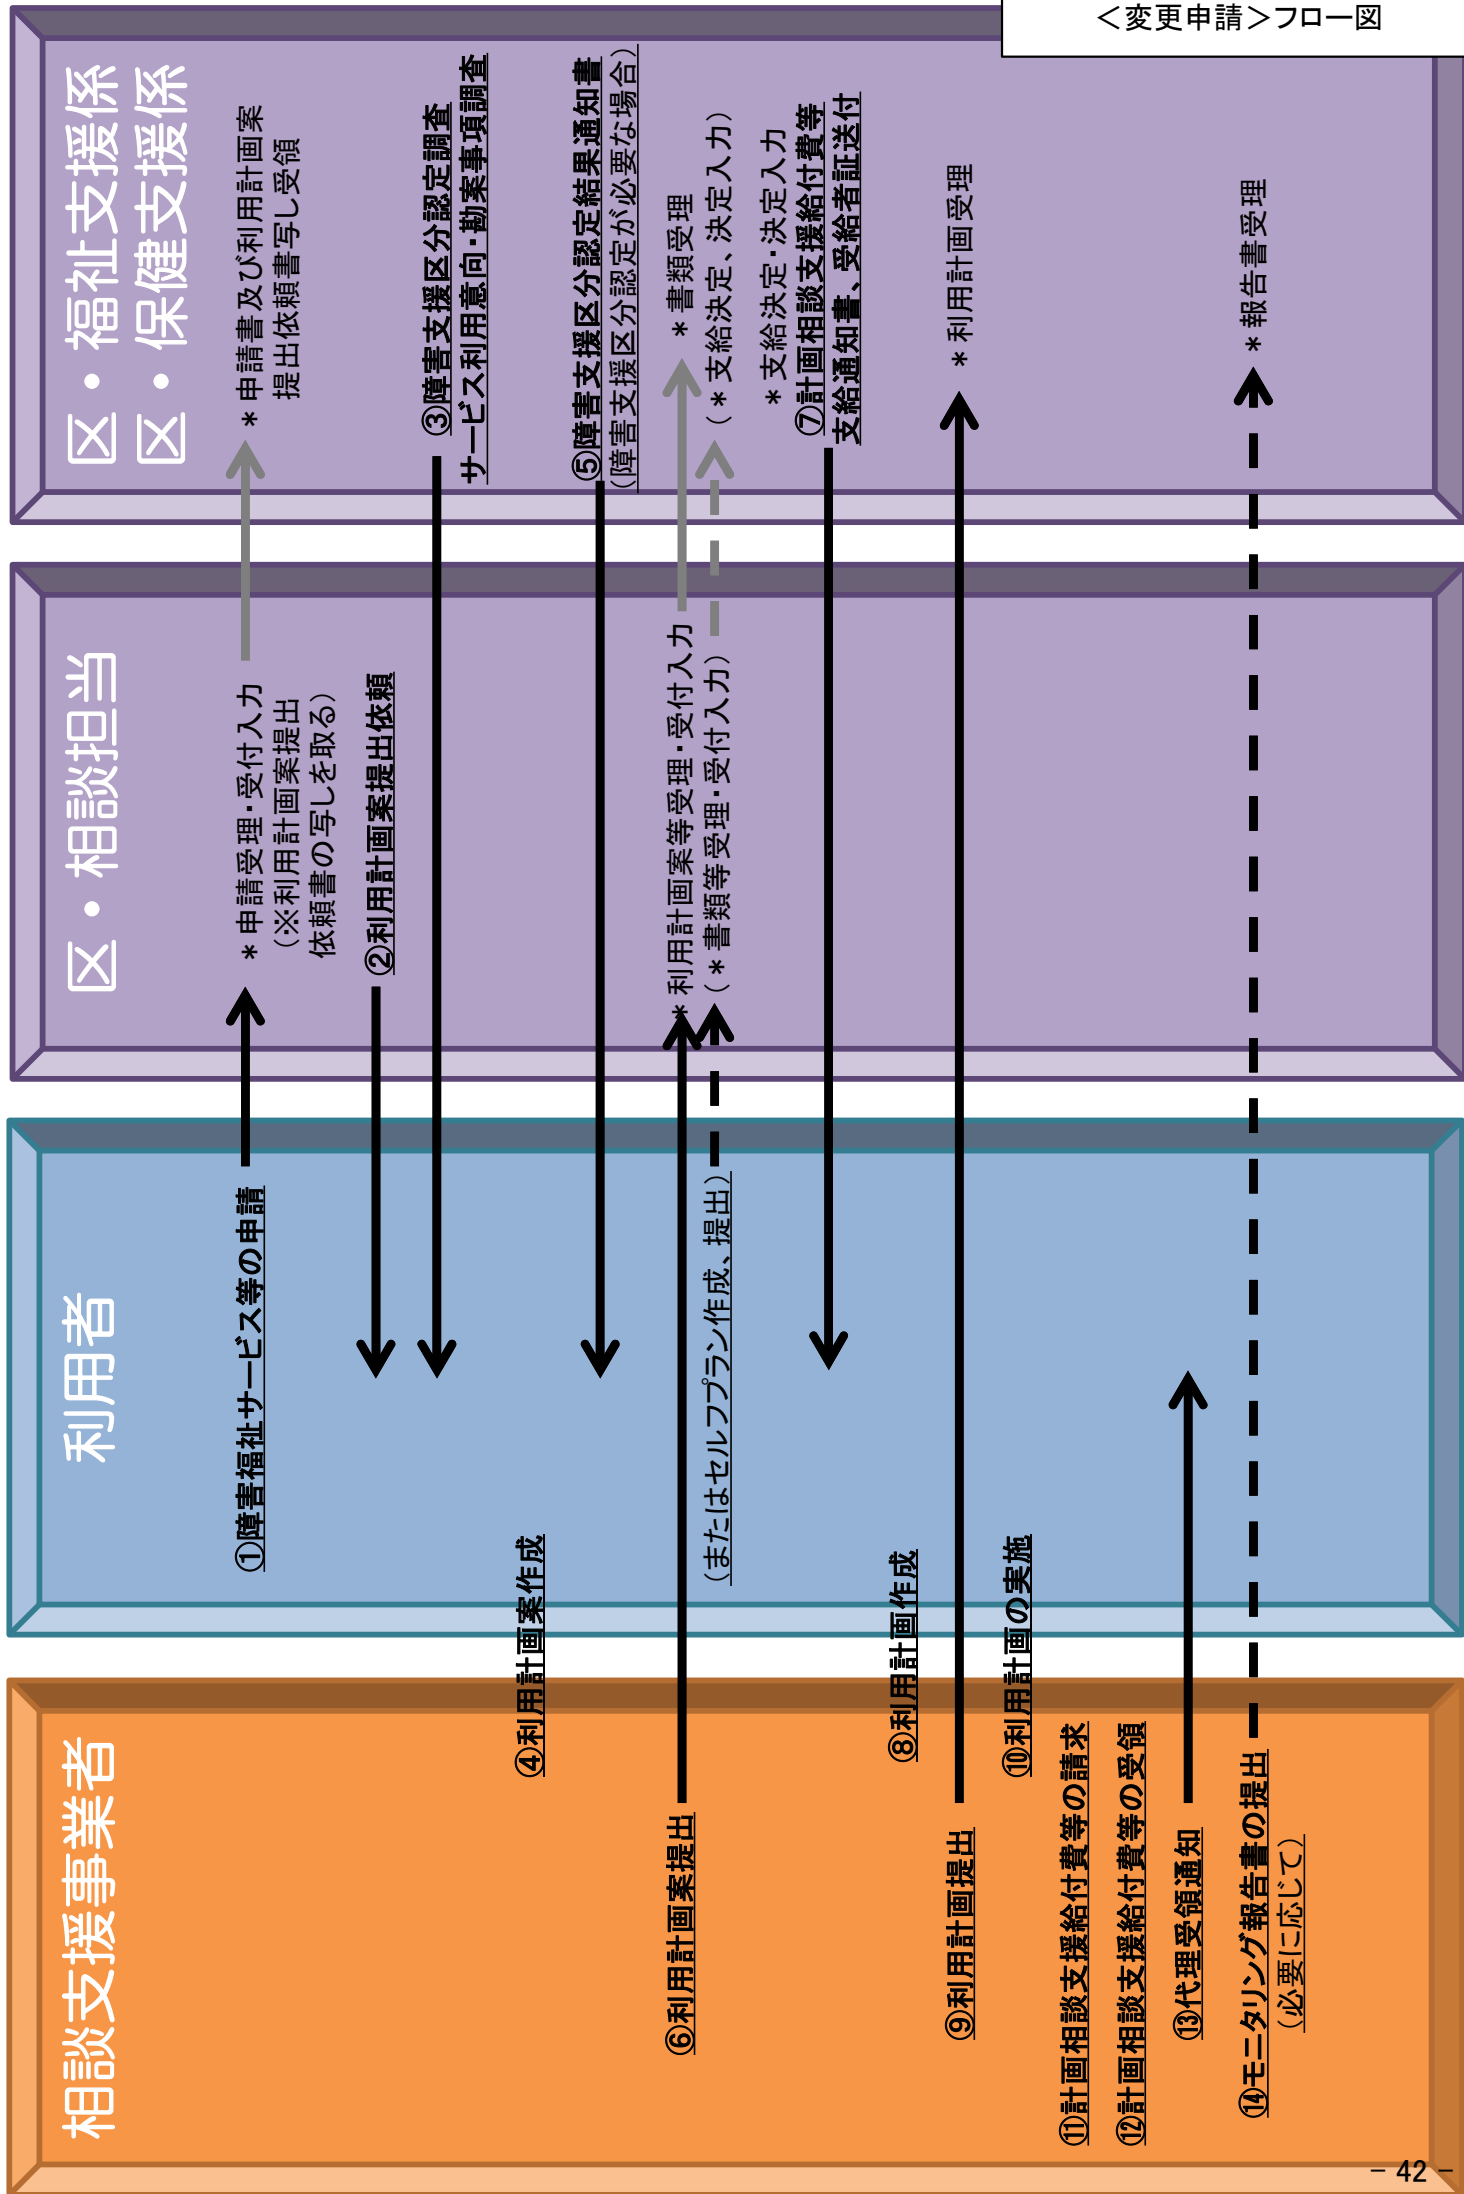 ＜変更申請＞フロー図
区・福祉支援係
区・保健支援係
＊申請書及び利用計画案
提出依頼書写し受領
③障害支援区分認定調査
サービス利用意向・勘案事項調査
⑤障害支援区分認定結果通知書
（障害支援区分認定が必要な場合）
＊書類受理
（＊支給決定、決定入力）
＊支給決定・決定入力
⑦計画相談支援給付費等
支給通知書、受給者証送付
＊利用計画受理
＊報告書受理
区・相談担当
＊申請受理・受付入力
（※利用計画案提出
依頼書の写しを取る）
②利用計画案提出依頼
＊利用計画案等受理・受付入力
（＊書類等受理・受付入力）
利用者
①障害福祉サービス等の申請
（またはセルフプラン作成、提出）
④利用計画案作成
⑧利用計画作成
⑩利用計画の実施
相談支援事業者
⑥利用計画案提出
⑨利用計画提出
⑪計画相談支援給付費等の請求
⑫計画相談支援給付費等の受領
⑬代理受領通知
⑭モニタリング報告書の提出
（必要に応じて）
－ 42 －